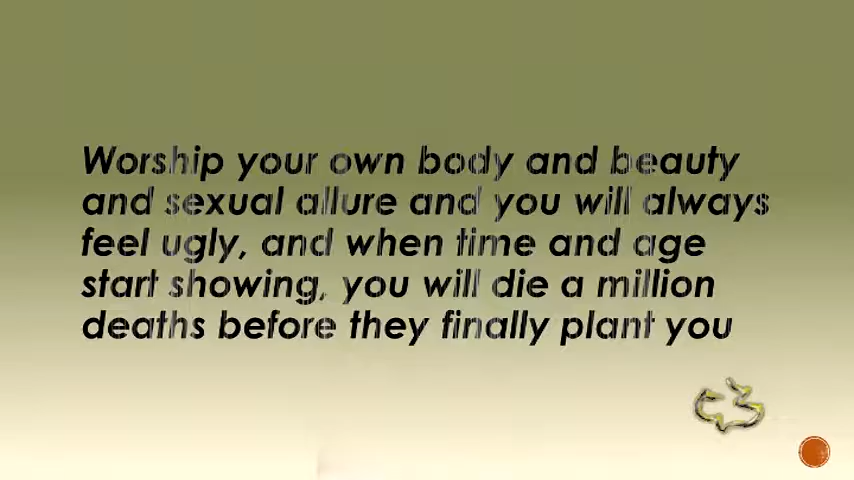 Worship your own body and beauty
and sexual allure and you will always
feel ugly, and when time and age
start showing, you will die a million
deaths before they finally plant you